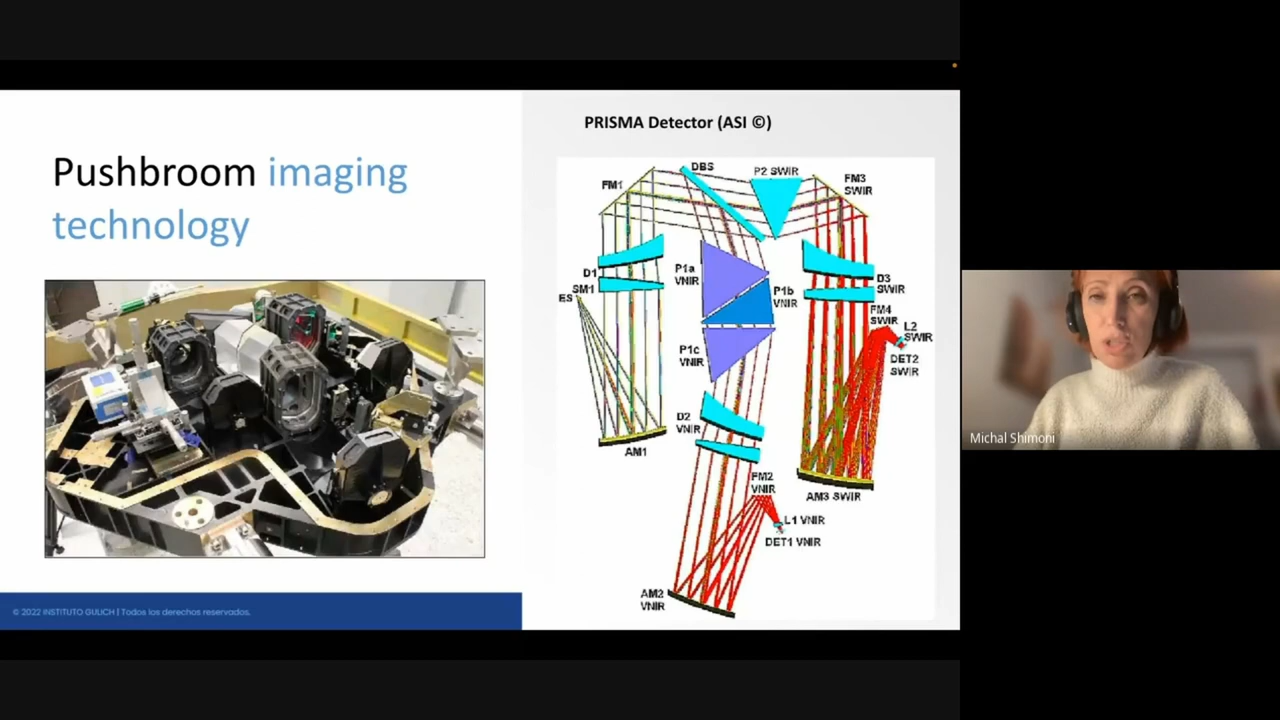 Pushbroom imaging
technology
© 2022 INSTITUTO GULICH | Todos los derechos reservados.
PRISMA Detector (ASI ©)
DBS
P2 SWIR
FM1
FM3
SWIR
D1
SM1
ES
P1a
VNIR
P1b
VNIR
P1c
VNIR
D3
SWIR
FM4
SWIR
L2
SWIR
DET2
SWIR
D2
VNIR
AM1
FM2
VNIR
AM3 SWIR
L1 VNIR
DET1 VNIR
AM2
VNIR
Michal Shimoni